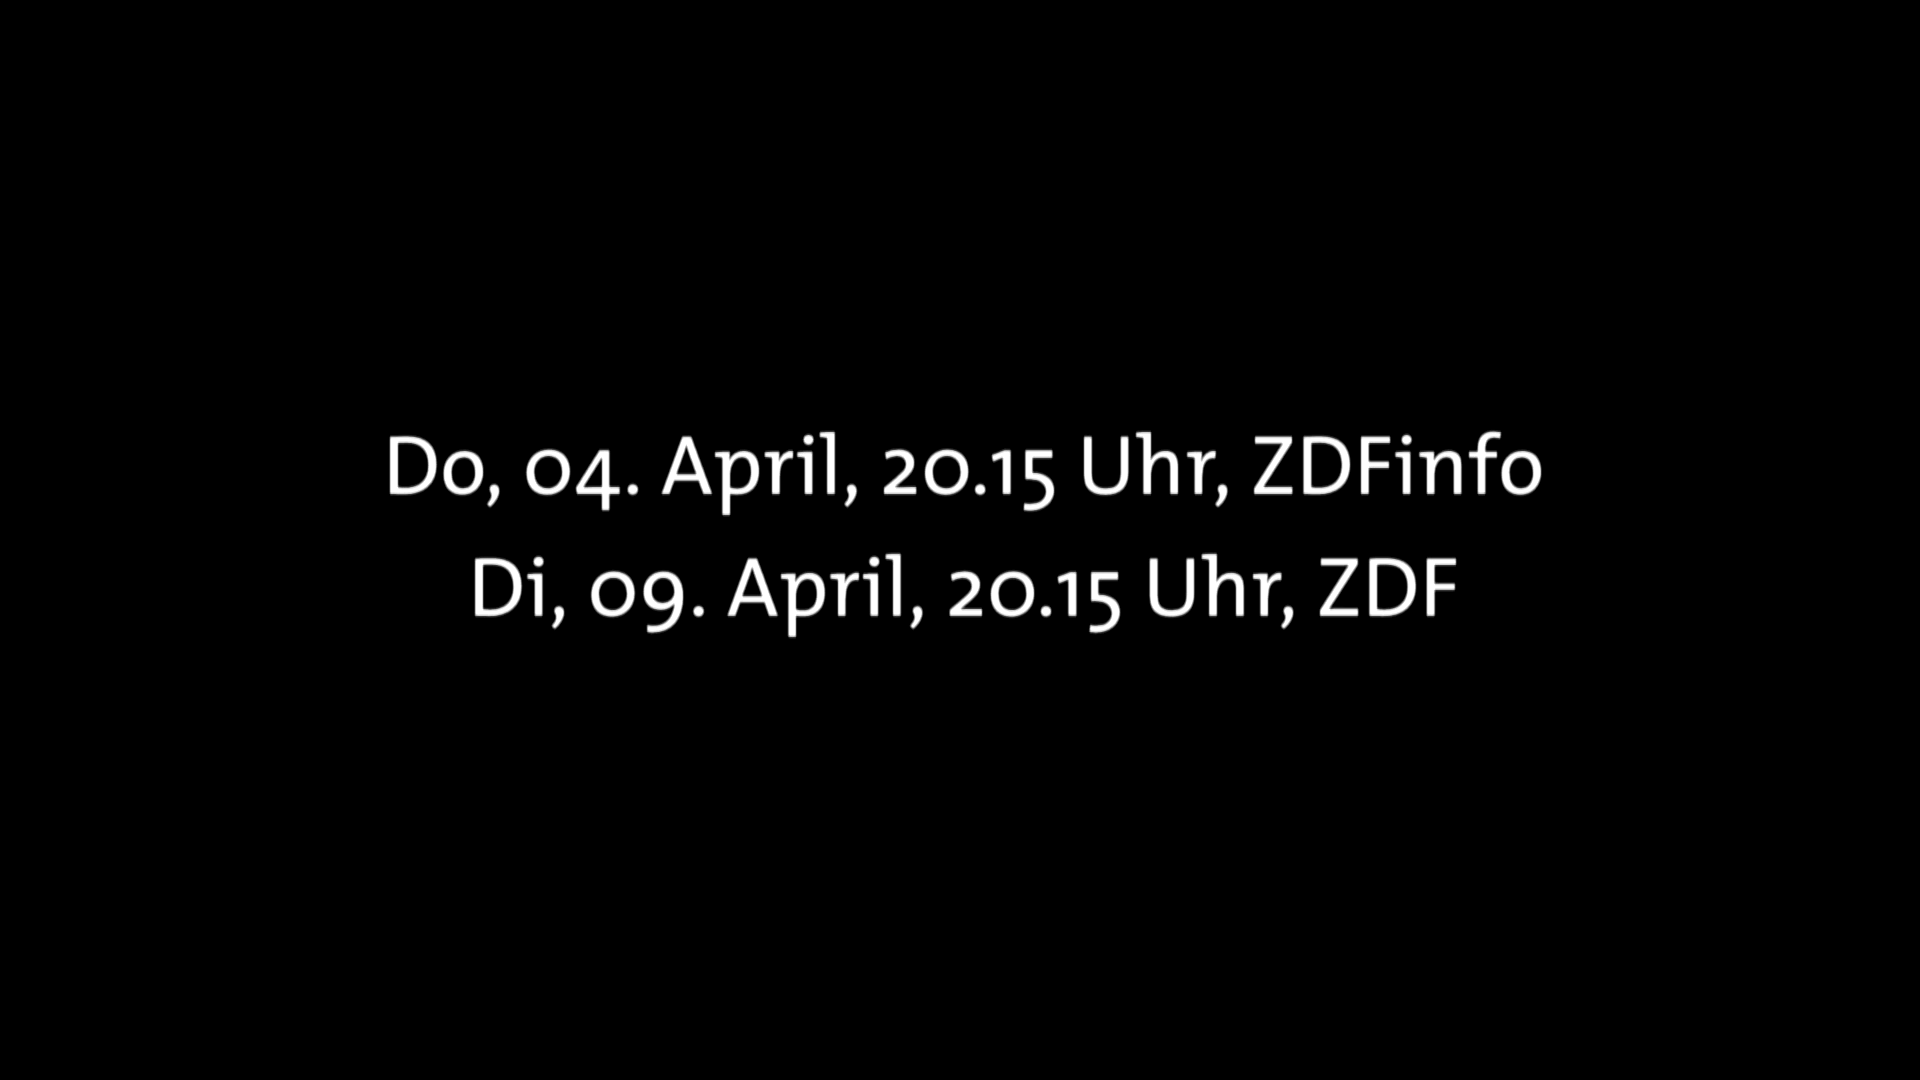 Do, 04. April, 20.15 Uhr, ZDFinfo
Di, 09. April, 20.15 Uhr, ZDF